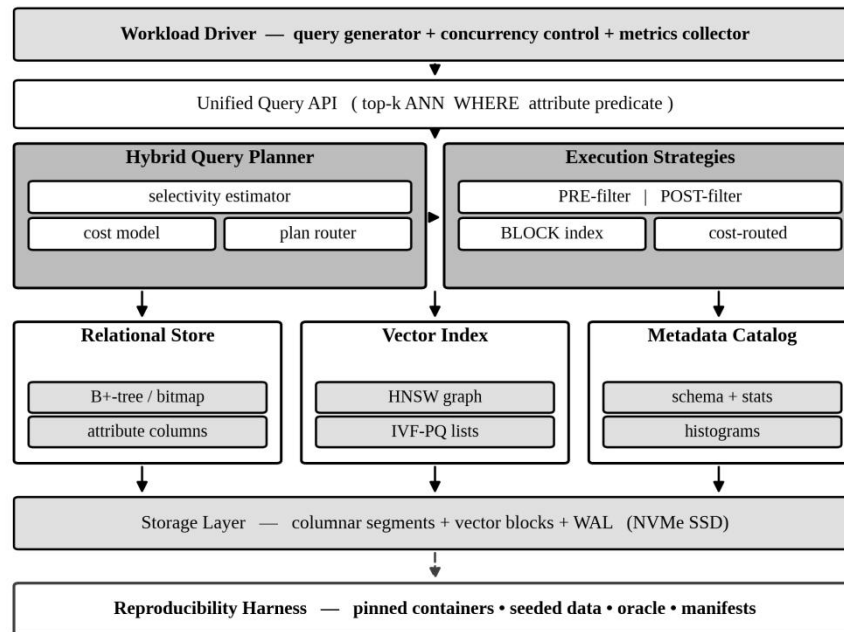 Workload Driver — query generator + concurrency control + metrics collector
Unified Query API ( top-k ANN WHERE attribute predicate )
Hybrid Query Planner
selectivity estimator
cost model
plan router
Execution Strategies
PRE-filter | POST-filter
BLOCK index
cost-routed
Relational Store
B+-tree / bitmap
attribute columns
Vector Index
HNSW graph
IVF-PQ lists
Metadata Catalog
schema + stats
histograms
Storage Layer — columnar segments + vector blocks + WAL (NVMe SSD)
Reproducibility Harness — pinned containers • seeded data • oracle • manifests